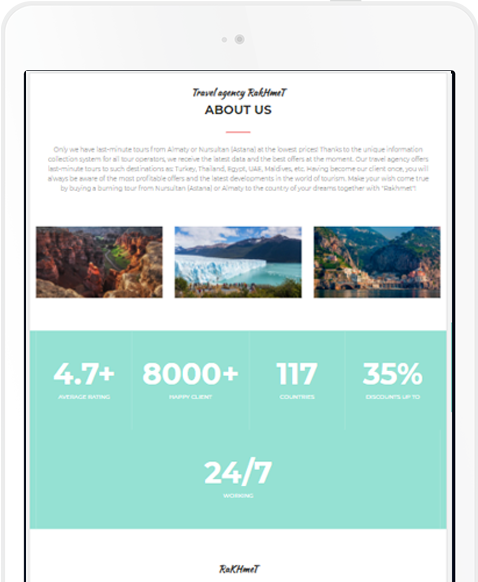 Travel agency RakHmeT
ABOUT US
Only we have last-minute tours from Almaty or Nursultan (Astana) at the lowest prices! Thanks to the unique information
collection system for all tour operators, we receive the latest data and the best offers at the moment. Our travel agency offers
last-minute tours to such destinations as: Turkey, Thailand, Egypt, UAE, Maldives, etc. Having become our client once, you will
always be aware of the most profitable offers and the latest developments in the world of tourism. Make your wish come true
by buying a burning tour from Nursultan (Astana) or Almaty to the country of your dreams together with "Rakhmet"!
4.7+ 8000+ 117 35%
AVERAGE RATING HAPPY CLIENT COUNTRIES DISCOUNTS UP TO
24/7
WORKING
RaKHmeT